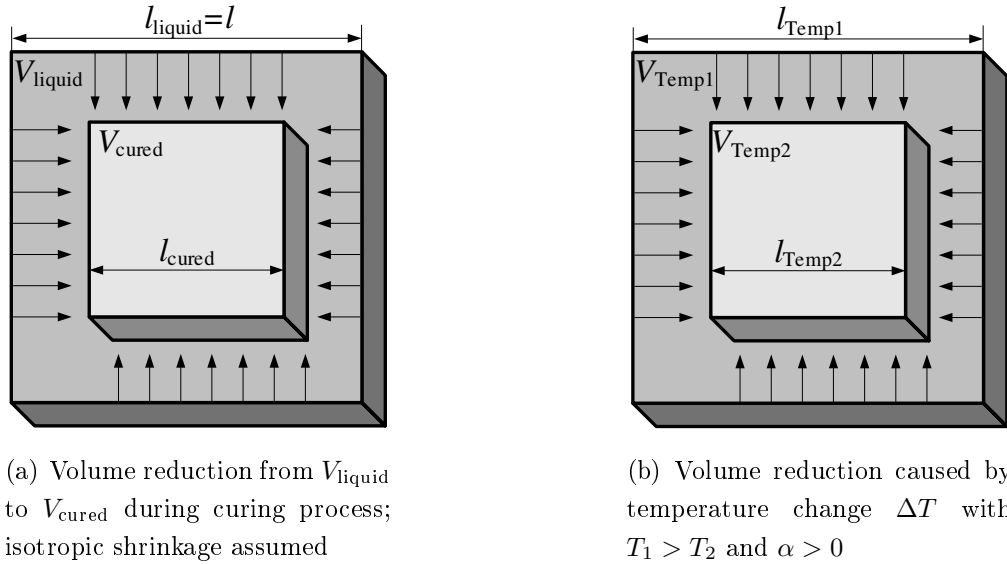 l_liquid=l
V_liquid
V_cured
l_cured
(a) Volume reduction from V_liquid
to V_cured during curing process;
isotropic shrinkage assumed
l_Temp1
V_Temp1
V_Temp2
l_Temp2
(b) Volume reduction caused by
temperature change ΔT with
T_1 > T_2 and α > 0